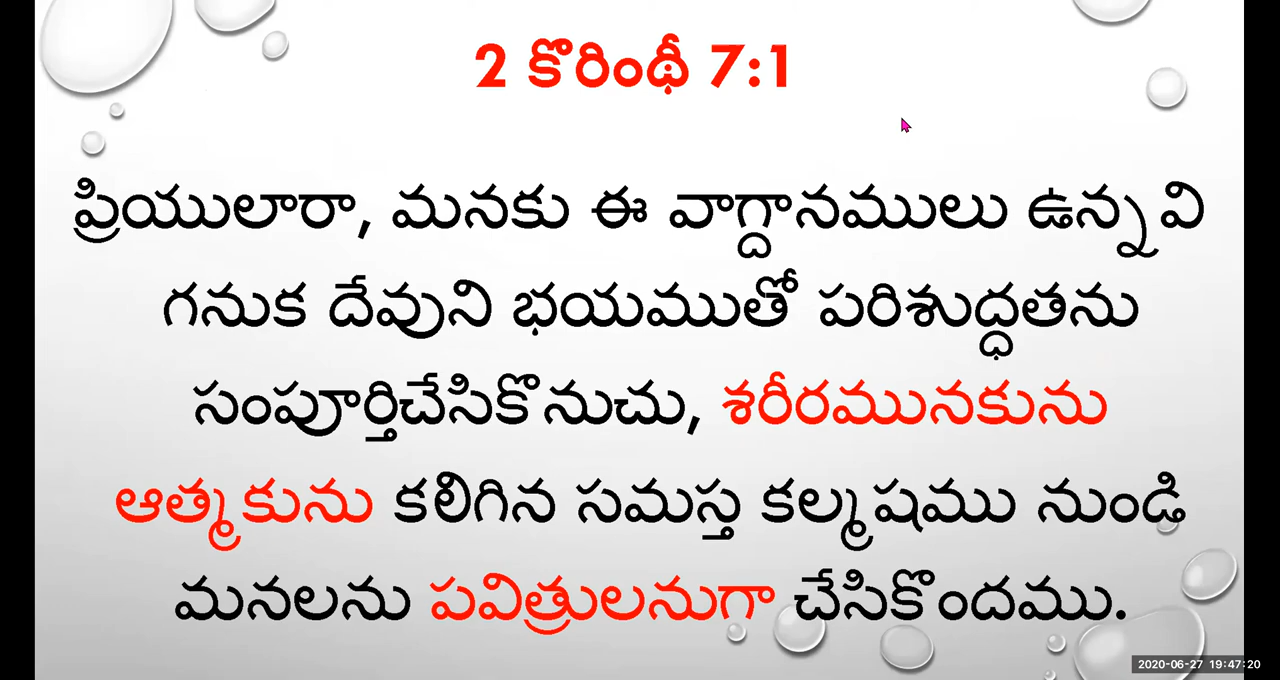 2 కొరింథీ 7:1
ప్రియులారా, మనకు ఈ వాగ్దానములు ఉన్నవి
గనుక దేవుని భయముతో పరిశుద్ధతను
సంపూర్తిచేసికొనుచు, శరీరమునకును
ఆత్మకును కలిగిన సమస్త కల్మషము నుండి
మనలను పవిత్రులనుగా చేసికొందము.
2020-06-27 19:47:20